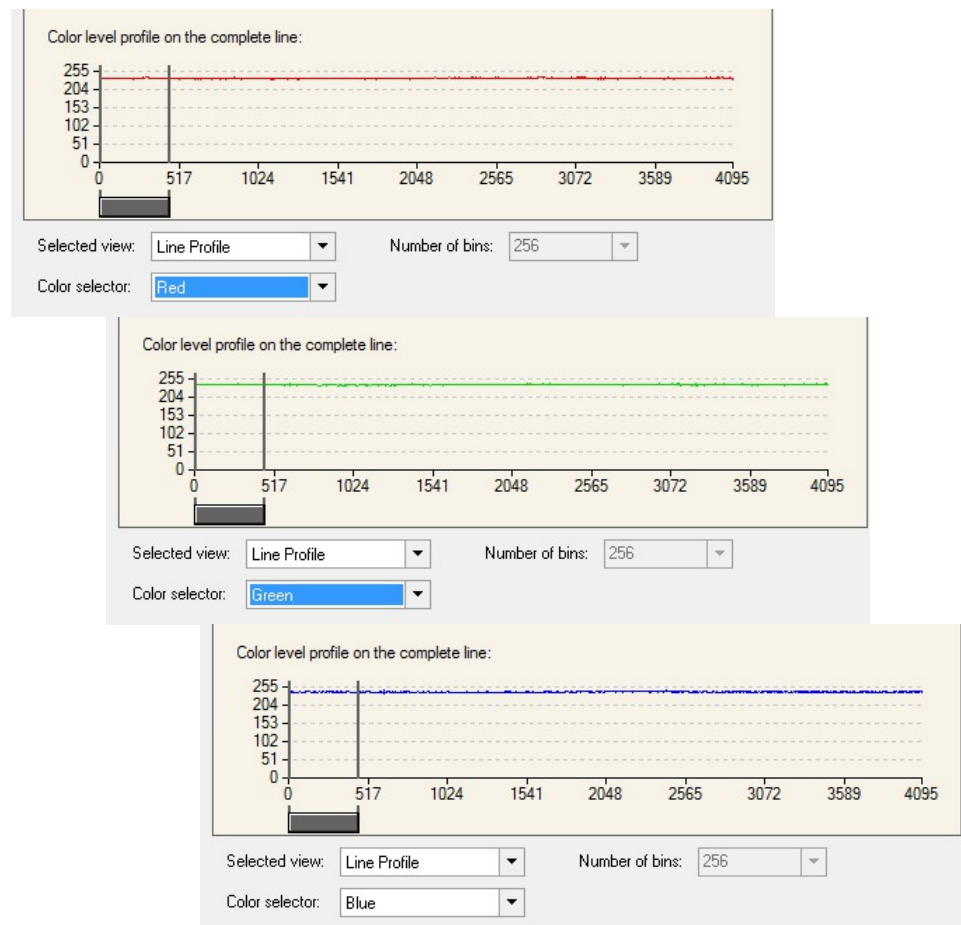 Color level profile on the complete line:
255
204
153
102
51
0
0 517 1024 1541 2048 2565 3072 3589 4095
Selected view: Line Profile Number of bins: 256
Color selector: Red
Color level profile on the complete line:
255
204
153
102
51
0
0 517 1024 1541 2048 2565 3072 3589 4095
Selected view: Line Profile Number of bins: 256
Color selector: Green
Color level profile on the complete line:
255
204
153
102
51
0
0 517 1024 1541 2048 2565 3072 3589 4095
Selected view: Line Profile Number of bins: 256
Color selector: Blue